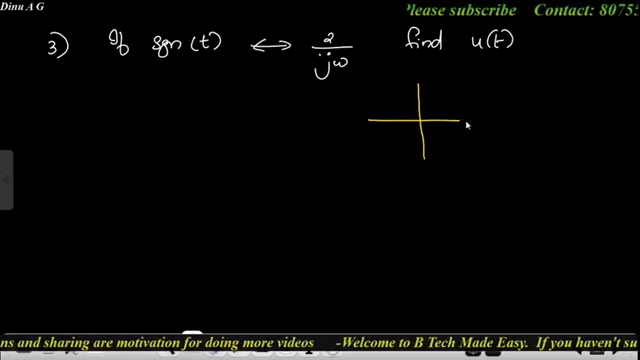 Dinu A G
Please subscribe Contact: 8075
3) If sgn(t) ↔ 2/jω find u(t)
ns and sharing are motivation for doing more videos -Welcome to B Tech Made Easy. If you haven't su